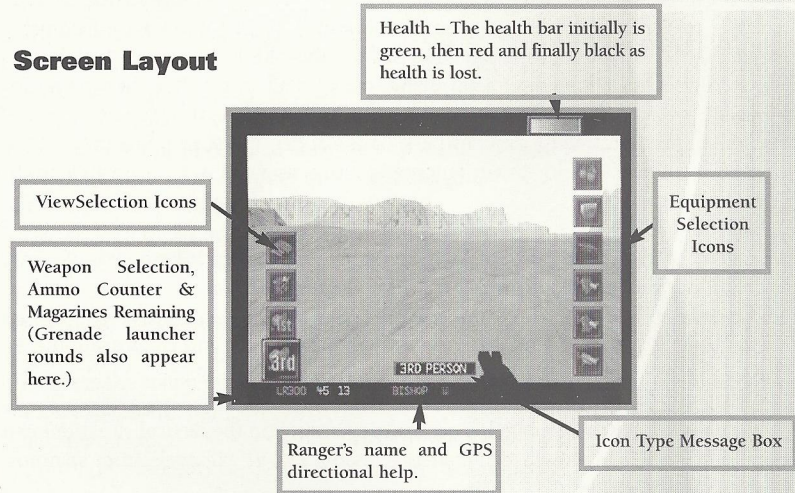 Screen Layout
Health – The health bar initially is
green, then red and finally black as
health is lost.
ViewSelection Icons
Equipment
Selection
Icons
Weapon Selection,
Ammo Counter &
Magazines Remaining
(Grenade launcher
rounds also appear
here.)
1st
3rd
3RD PERSON
LR300 45 13 BISHOP
Ranger's name and GPS
directional help.
Icon Type Message Box